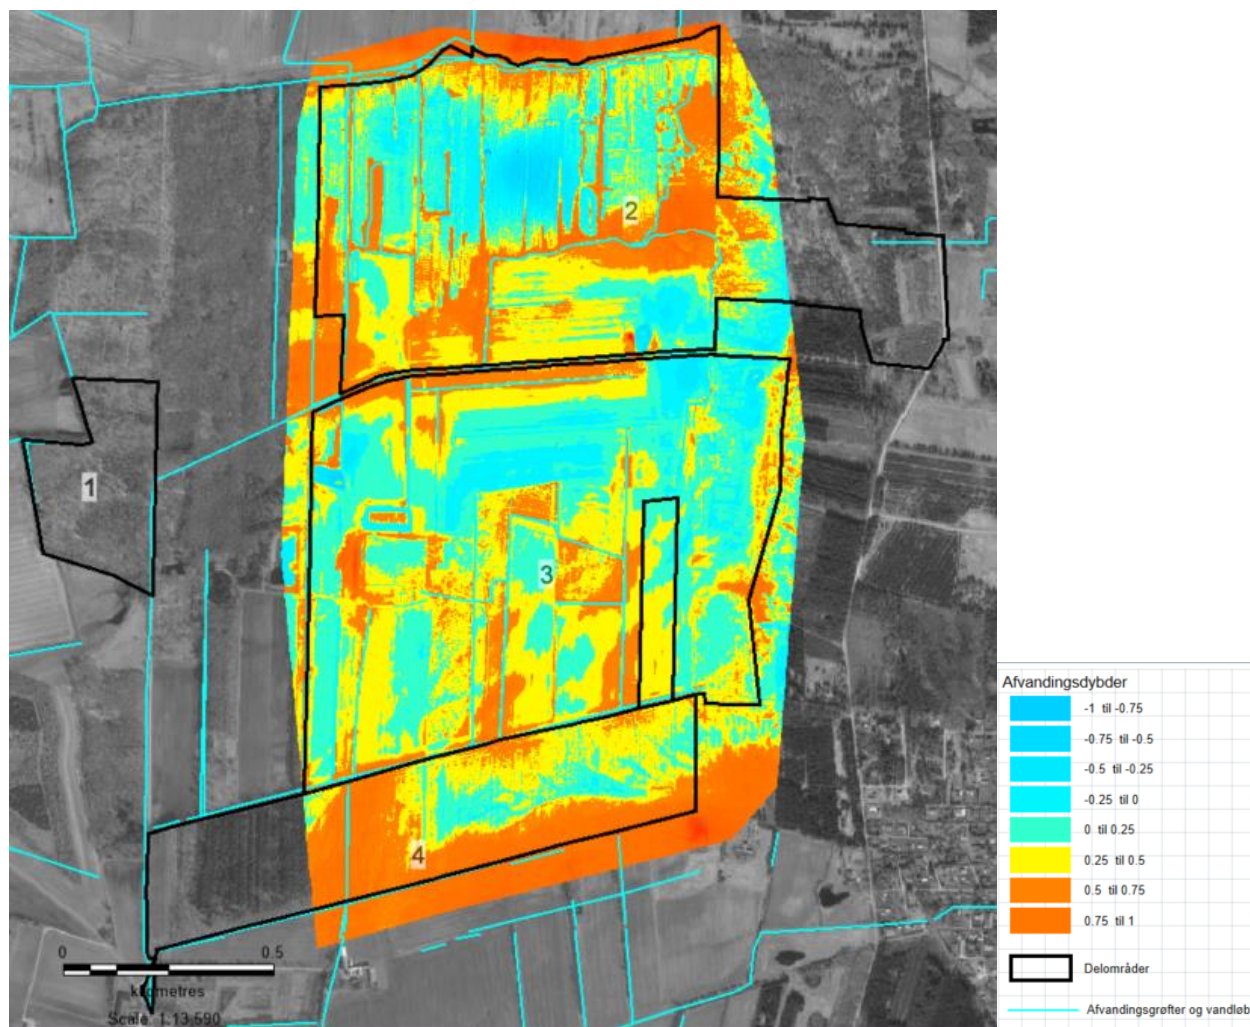 2
1
3
4
0 0.5
kilometres
Scale: 1:13,590
Afvandingsdybder
-1 til -0.75
-0.75 til -0.5
-0.5 til -0.25
-0.25 til 0
0 til 0.25
0.25 til 0.5
0.5 til 0.75
0.75 til 1
Delområder
Afvandingsgrøfter og vandløb